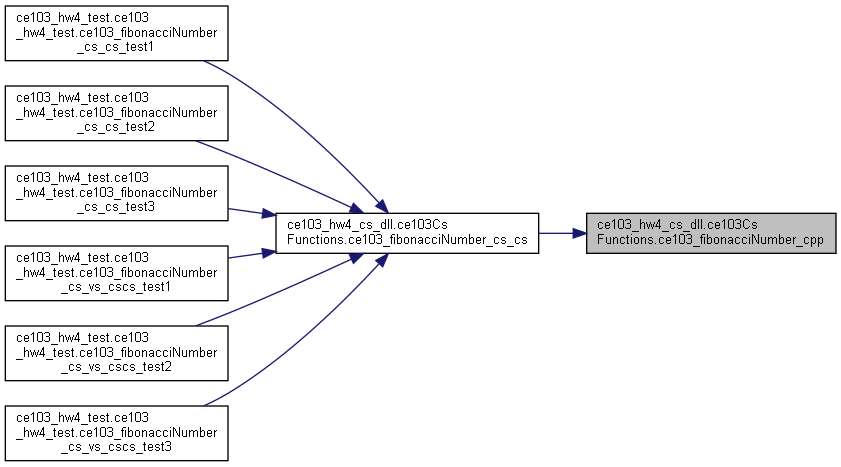 ce103_hw4_test.ce103
_hw4_test.ce103_fibonacciNumber
_cs_cs_test1
ce103_hw4_test.ce103
_hw4_test.ce103_fibonacciNumber
_cs_cs_test2
ce103_hw4_test.ce103
_hw4_test.ce103_fibonacciNumber
_cs_cs_test3
ce103_hw4_test.ce103
_hw4_test.ce103_fibonacciNumber
_cs_vs_cscs_test1
ce103_hw4_test.ce103
_hw4_test.ce103_fibonacciNumber
_cs_vs_cscs_test2
ce103_hw4_test.ce103
_hw4_test.ce103_fibonacciNumber
_cs_vs_cscs_test3
ce103_hw4_cs_dll.ce103Cs
Functions.ce103_fibonacciNumber_cs_cs
ce103_hw4_cs_dll.ce103Cs
Functions.ce103_fibonacciNumber_cpp